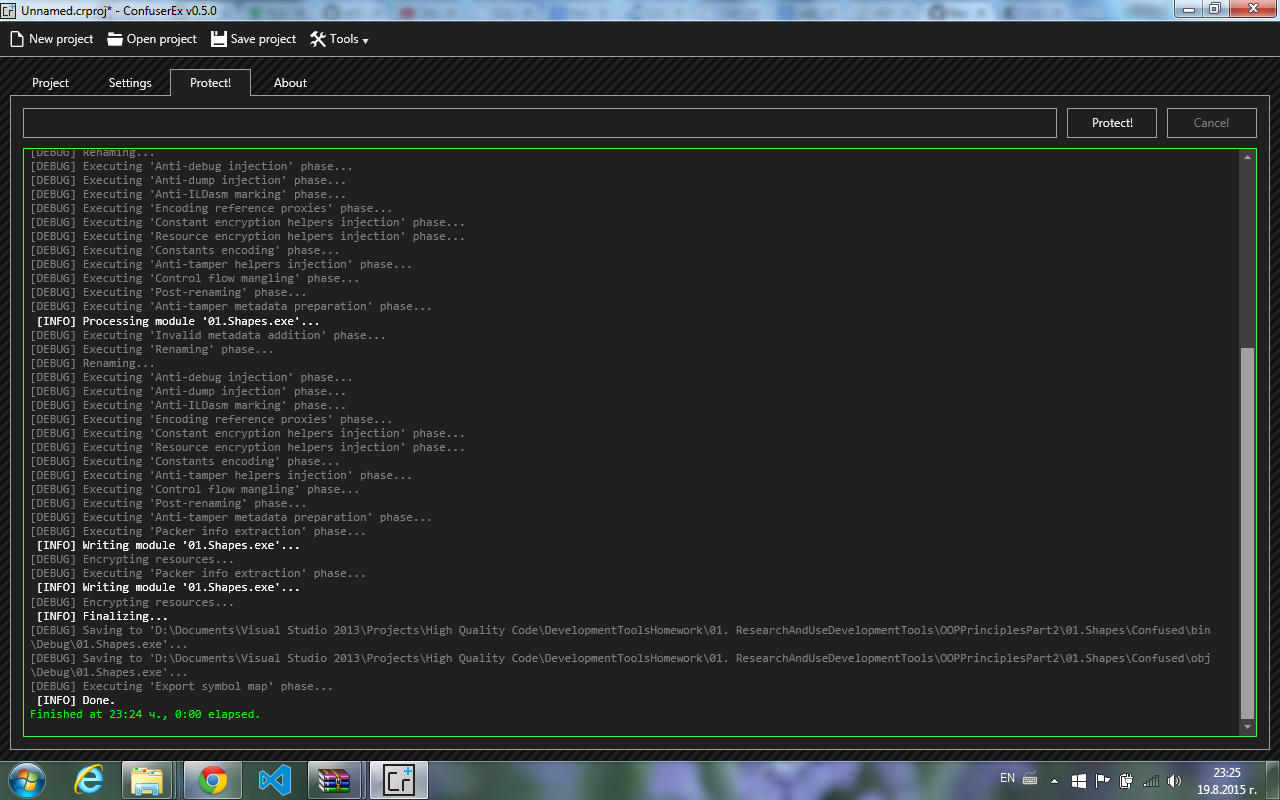 Unnamed.crproj* - ConfuserEx v0.5.0
New project Open project Save project Tools
Project Settings Protect! About
Protect! Cancel
[DEBUG] Renaming...
[DEBUG] Executing 'Anti-debug injection' phase...
[DEBUG] Executing 'Anti-dump injection' phase...
[DEBUG] Executing 'Anti-ILDasm marking' phase...
[DEBUG] Executing 'Encoding reference proxies' phase...
[DEBUG] Executing 'Constant encryption helpers injection' phase...
[DEBUG] Executing 'Resource encryption helpers injection' phase...
[DEBUG] Executing 'Constants encoding' phase...
[DEBUG] Executing 'Anti-tamper helpers injection' phase...
[DEBUG] Executing 'Control flow mangling' phase...
[DEBUG] Executing 'Post-renaming' phase...
[DEBUG] Executing 'Anti-tamper metadata preparation' phase...
[INFO] Processing module '01.Shapes.exe'...
[DEBUG] Executing 'Invalid metadata addition' phase...
[DEBUG] Executing 'Renaming' phase...
[DEBUG] Renaming...
[DEBUG] Executing 'Anti-debug injection' phase...
[DEBUG] Executing 'Anti-dump injection' phase...
[DEBUG] Executing 'Anti-ILDasm marking' phase...
[DEBUG] Executing 'Encoding reference proxies' phase...
[DEBUG] Executing 'Constant encryption helpers injection' phase...
[DEBUG] Executing 'Resource encryption helpers injection' phase...
[DEBUG] Executing 'Constants encoding' phase...
[DEBUG] Executing 'Anti-tamper helpers injection' phase...
[DEBUG] Executing 'Control flow mangling' phase...
[DEBUG] Executing 'Post-renaming' phase...
[DEBUG] Executing 'Anti-tamper metadata preparation' phase...
[DEBUG] Executing 'Packer info extraction' phase...
[INFO] Writing module '01.Shapes.exe'...
[DEBUG] Encrypting resources...
[DEBUG] Executing 'Packer info extraction' phase...
[INFO] Writing module '01.Shapes.exe'...
[DEBUG] Encrypting resources...
[INFO] Finalizing...
[DEBUG] Saving to 'D:\Documents\Visual Studio 2013\Projects\High Quality Code\DevelopmentToolsHomework\01. ResearchAndUseDevelopmentTools\OOPPrinciplesPart2\01.Shapes\Confused\bin
\Debug\01.Shapes.exe'...
[DEBUG] Saving to 'D:\Documents\Visual Studio 2013\Projects\High Quality Code\DevelopmentToolsHomework\01. ResearchAndUseDevelopmentTools\OOPPrinciplesPart2\01.Shapes\Confused\obj
\Debug\01.Shapes.exe'...
[DEBUG] Executing 'Export symbol map' phase...
[INFO] Done.
Finished at 23:24 ч., 0:00 elapsed.
EN
23:25
19.8.2015 г.